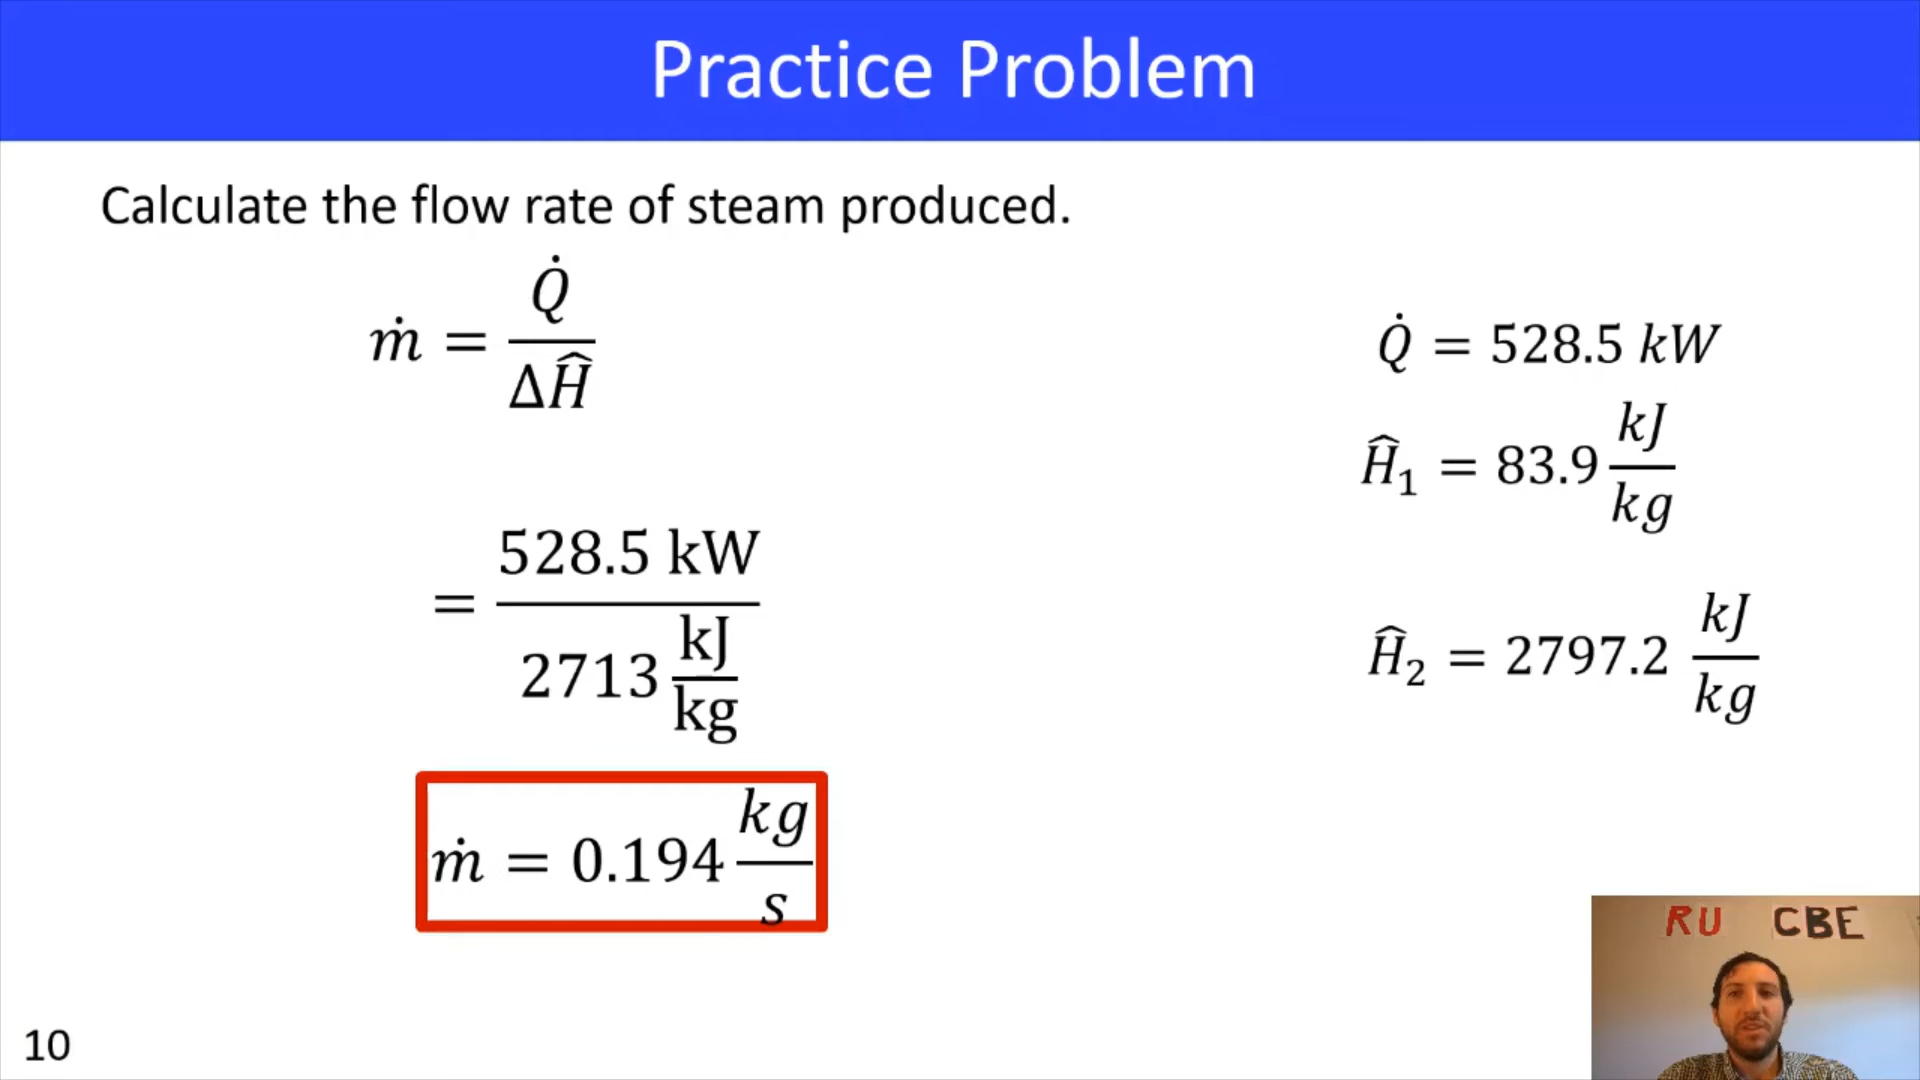 Practice Problem
Calculate the flow rate of steam produced.
ṁ = Q̇ / ΔĤ
= 528.5 kW / 2713 kJ/kg
ṁ = 0.194 kg/s
Q̇ = 528.5 kW
Ĥ₁ = 83.9 kJ/kg
Ĥ₂ = 2797.2 kJ/kg
RU CBE
10